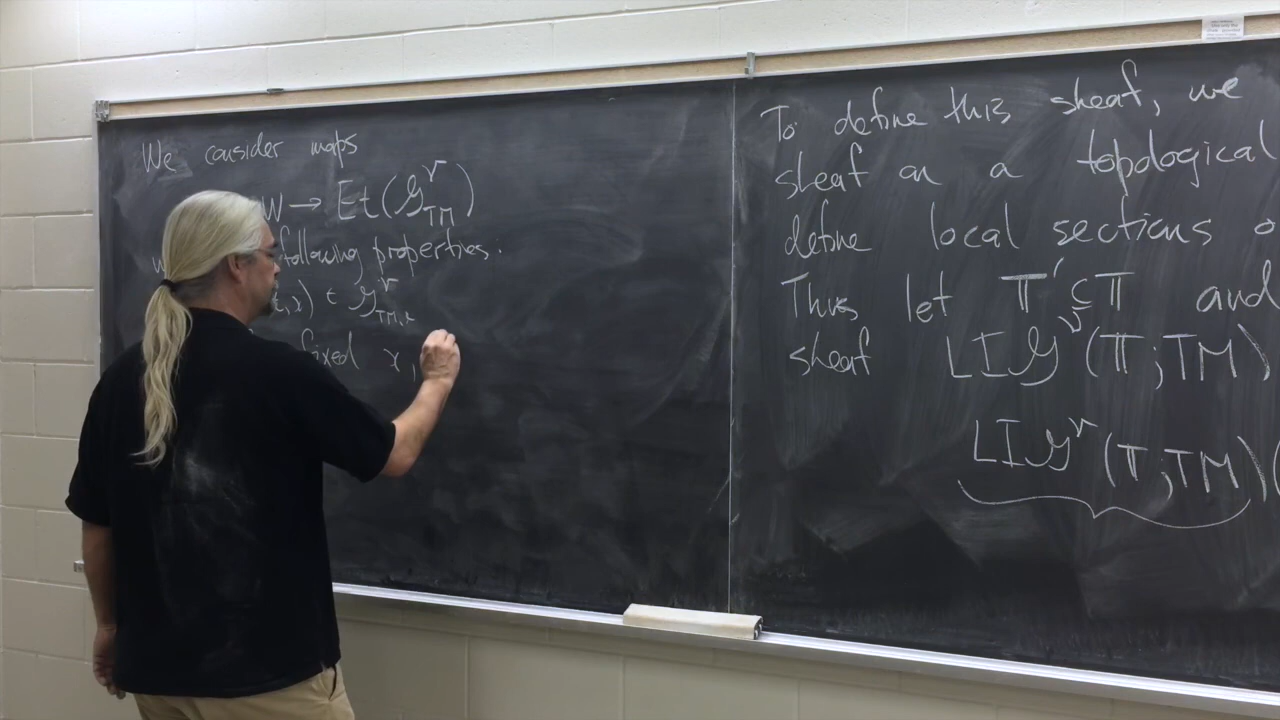 We consider maps
W → Et(𝒢^r_TM)
following properties.
,x) ∈ 𝒢^r_TM,x
fixed x,
To define this sheaf, we
sheaf on a topological
define local sections o
Thus let 𝕋' ⊆ 𝕋 and
sheaf LI𝒢^r(𝕋;TM)
LI𝒢^r(𝕋;TM)(